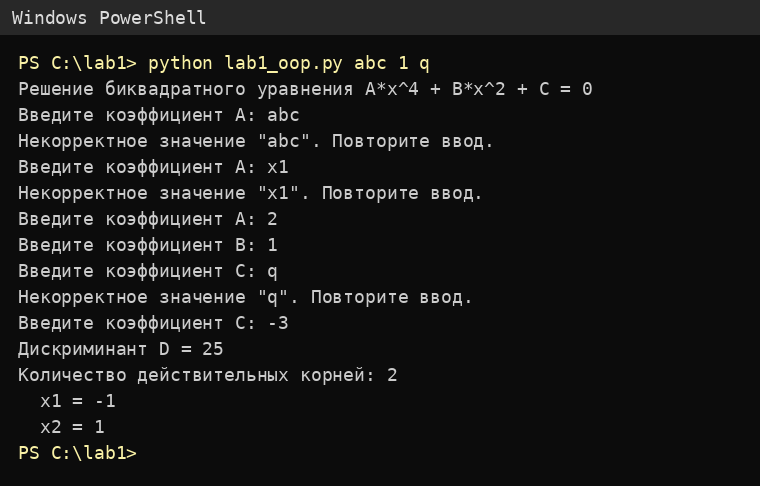 Windows PowerShell
PS C:\lab1> python lab1_oop.py abc 1 q
Решение биквадратного уравнения A*x^4 + B*x^2 + C = 0
Введите коэффициент A: abc
Некорректное значение "abc". Повторите ввод.
Введите коэффициент A: x1
Некорректное значение "x1". Повторите ввод.
Введите коэффициент A: 2
Введите коэффициент B: 1
Введите коэффициент C: q
Некорректное значение "q". Повторите ввод.
Введите коэффициент C: -3
Дискриминант D = 25
Количество действительных корней: 2
  x1 = -1
  x2 = 1
PS C:\lab1>